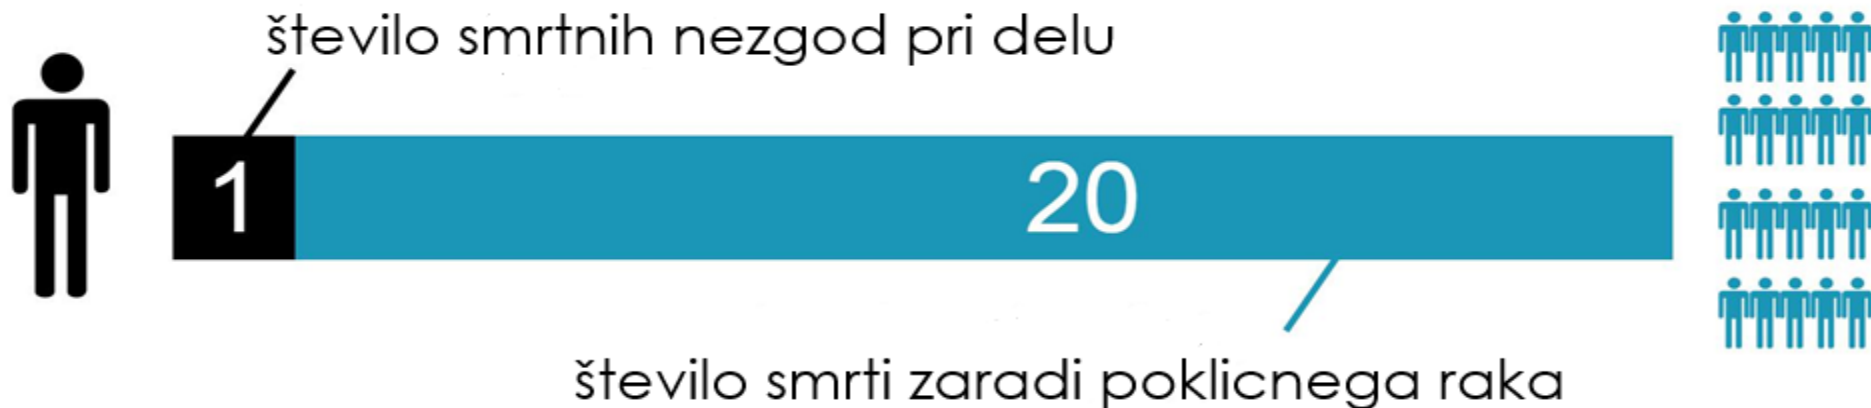 število smrtnih nezgod pri delu
1
20
število smrti zaradi poklicnega raka